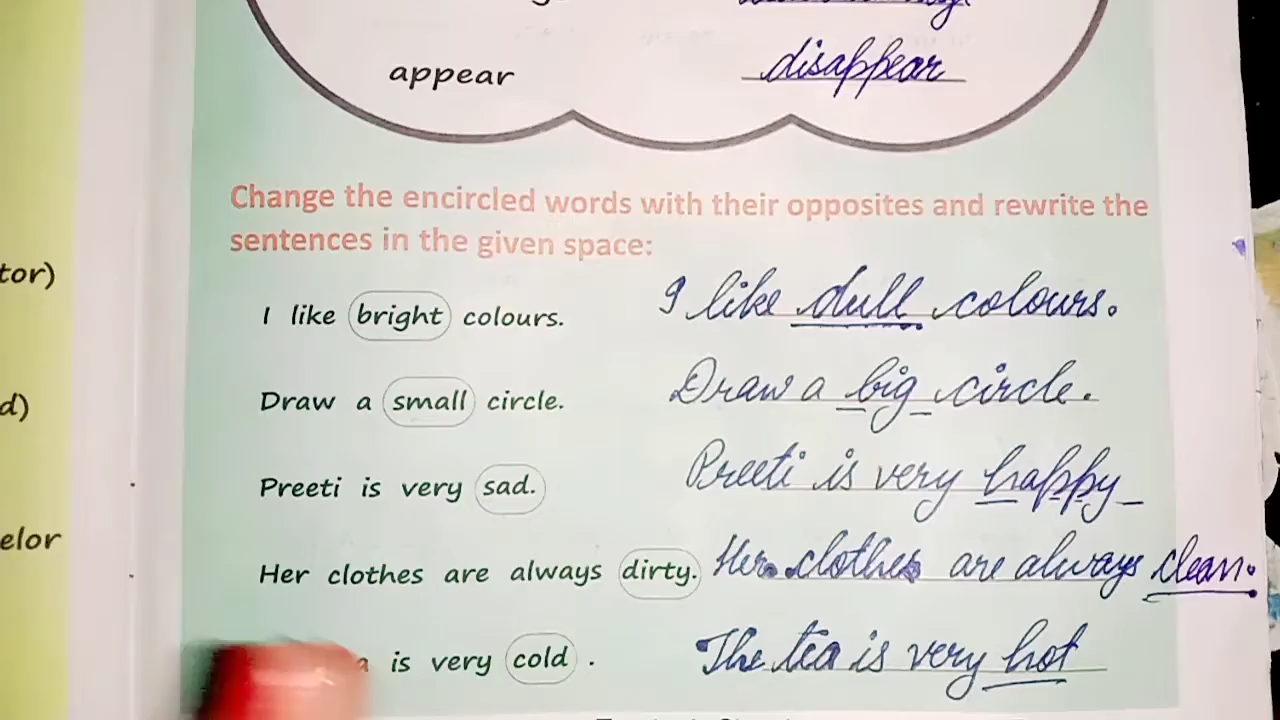 appear disappear
Change the encircled words with their opposites and rewrite the
sentences in the given space:
tor)
I like bright colours. I like dull colours.
Draw a small circle. Draw a big circle.
d)
Preeti is very sad. Preeti is very happy
elor
Her clothes are always dirty. Her clothes are always clean.
is very cold . The tea is very hot